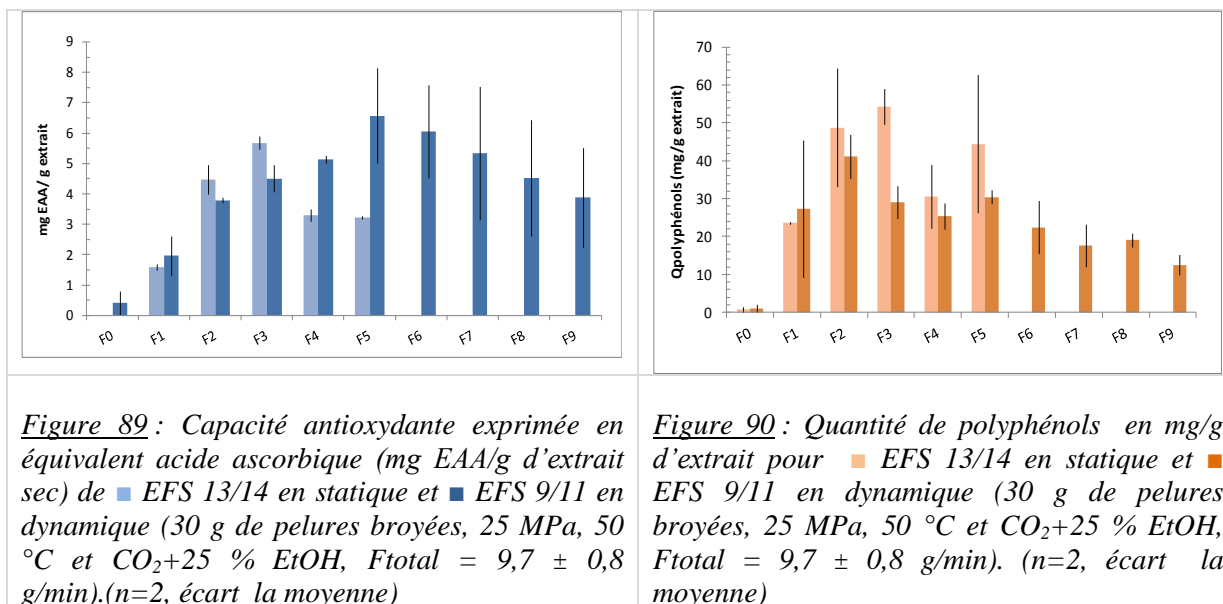 9
8
7
6
5
4
3
2
1
0
mg EAA/ g extrait
F0 F1 F2 F3 F4 F5 F6 F7 F8 F9
70
60
50
40
30
20
10
0
Qpolyphénols (mg/g extrait)
F0 F1 F2 F3 F4 F5 F6 F7 F8 F9
Figure 89 : Capacité antioxydante exprimée en
équivalent acide ascorbique (mg EAA/g d’extrait
sec) de ■ EFS 13/14 en statique et ■ EFS 9/11 en
dynamique (30 g de pelures broyées, 25 MPa, 50
°C et CO₂+25 % EtOH, Ftotal = 9,7 ± 0,8
g/min).(n=2, écart la moyenne)
Figure 90 : Quantité de polyphénols en mg/g
d’extrait pour ■ EFS 13/14 en statique et ■
EFS 9/11 en dynamique (30 g de pelures
broyées, 25 MPa, 50 °C et CO₂+25 % EtOH,
Ftotal = 9,7 ± 0,8 g/min). (n=2, écart la
moyenne)